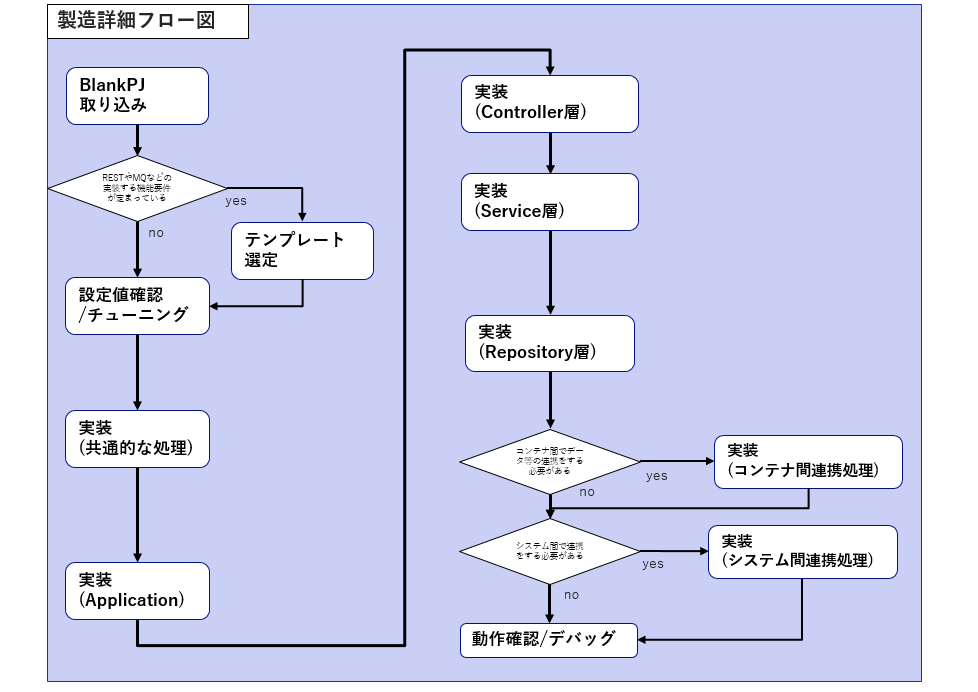 製造詳細フロー図
BlankPJ
取り込み
RESTやMQなどの
実装する機能要件
が定まっている
yes
no
テンプレート
選定
設定値確認
/チューニング
実装
(共通的な処理)
実装
(Application)
実装
(Controller層)
実装
(Service層)
実装
(Repository層)
コンテナ間でデー
タ等の連携をする
必要がある
yes
no
実装
(コンテナ間連携処理)
システム間で連携
をする必要がある
yes
no
実装
(システム間連携処理)
動作確認/デバッグ